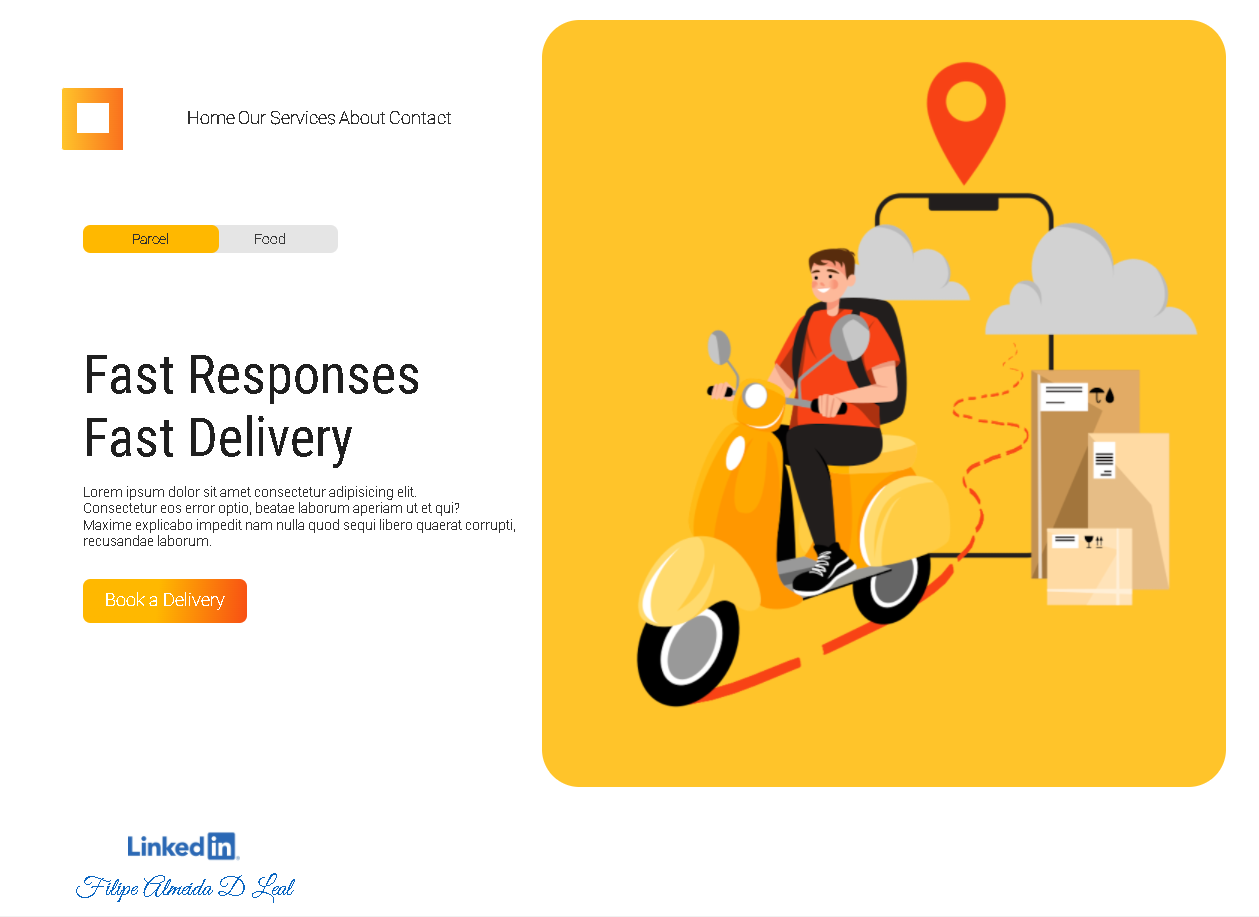 Home Our Services About Contact
Parcel Food
Fast Responses
Fast Delivery
Lorem ipsum dolor sit amet consectetur adipisicing elit.
Consectetur eos error optio, beatae laborum aperiam ut et qui?
Maxime explicabo impedit nam nulla quod sequi libero quaerat corrupti,
recusandae laborum.
Book a Delivery
Linked in
Filipe Almeida D Leal